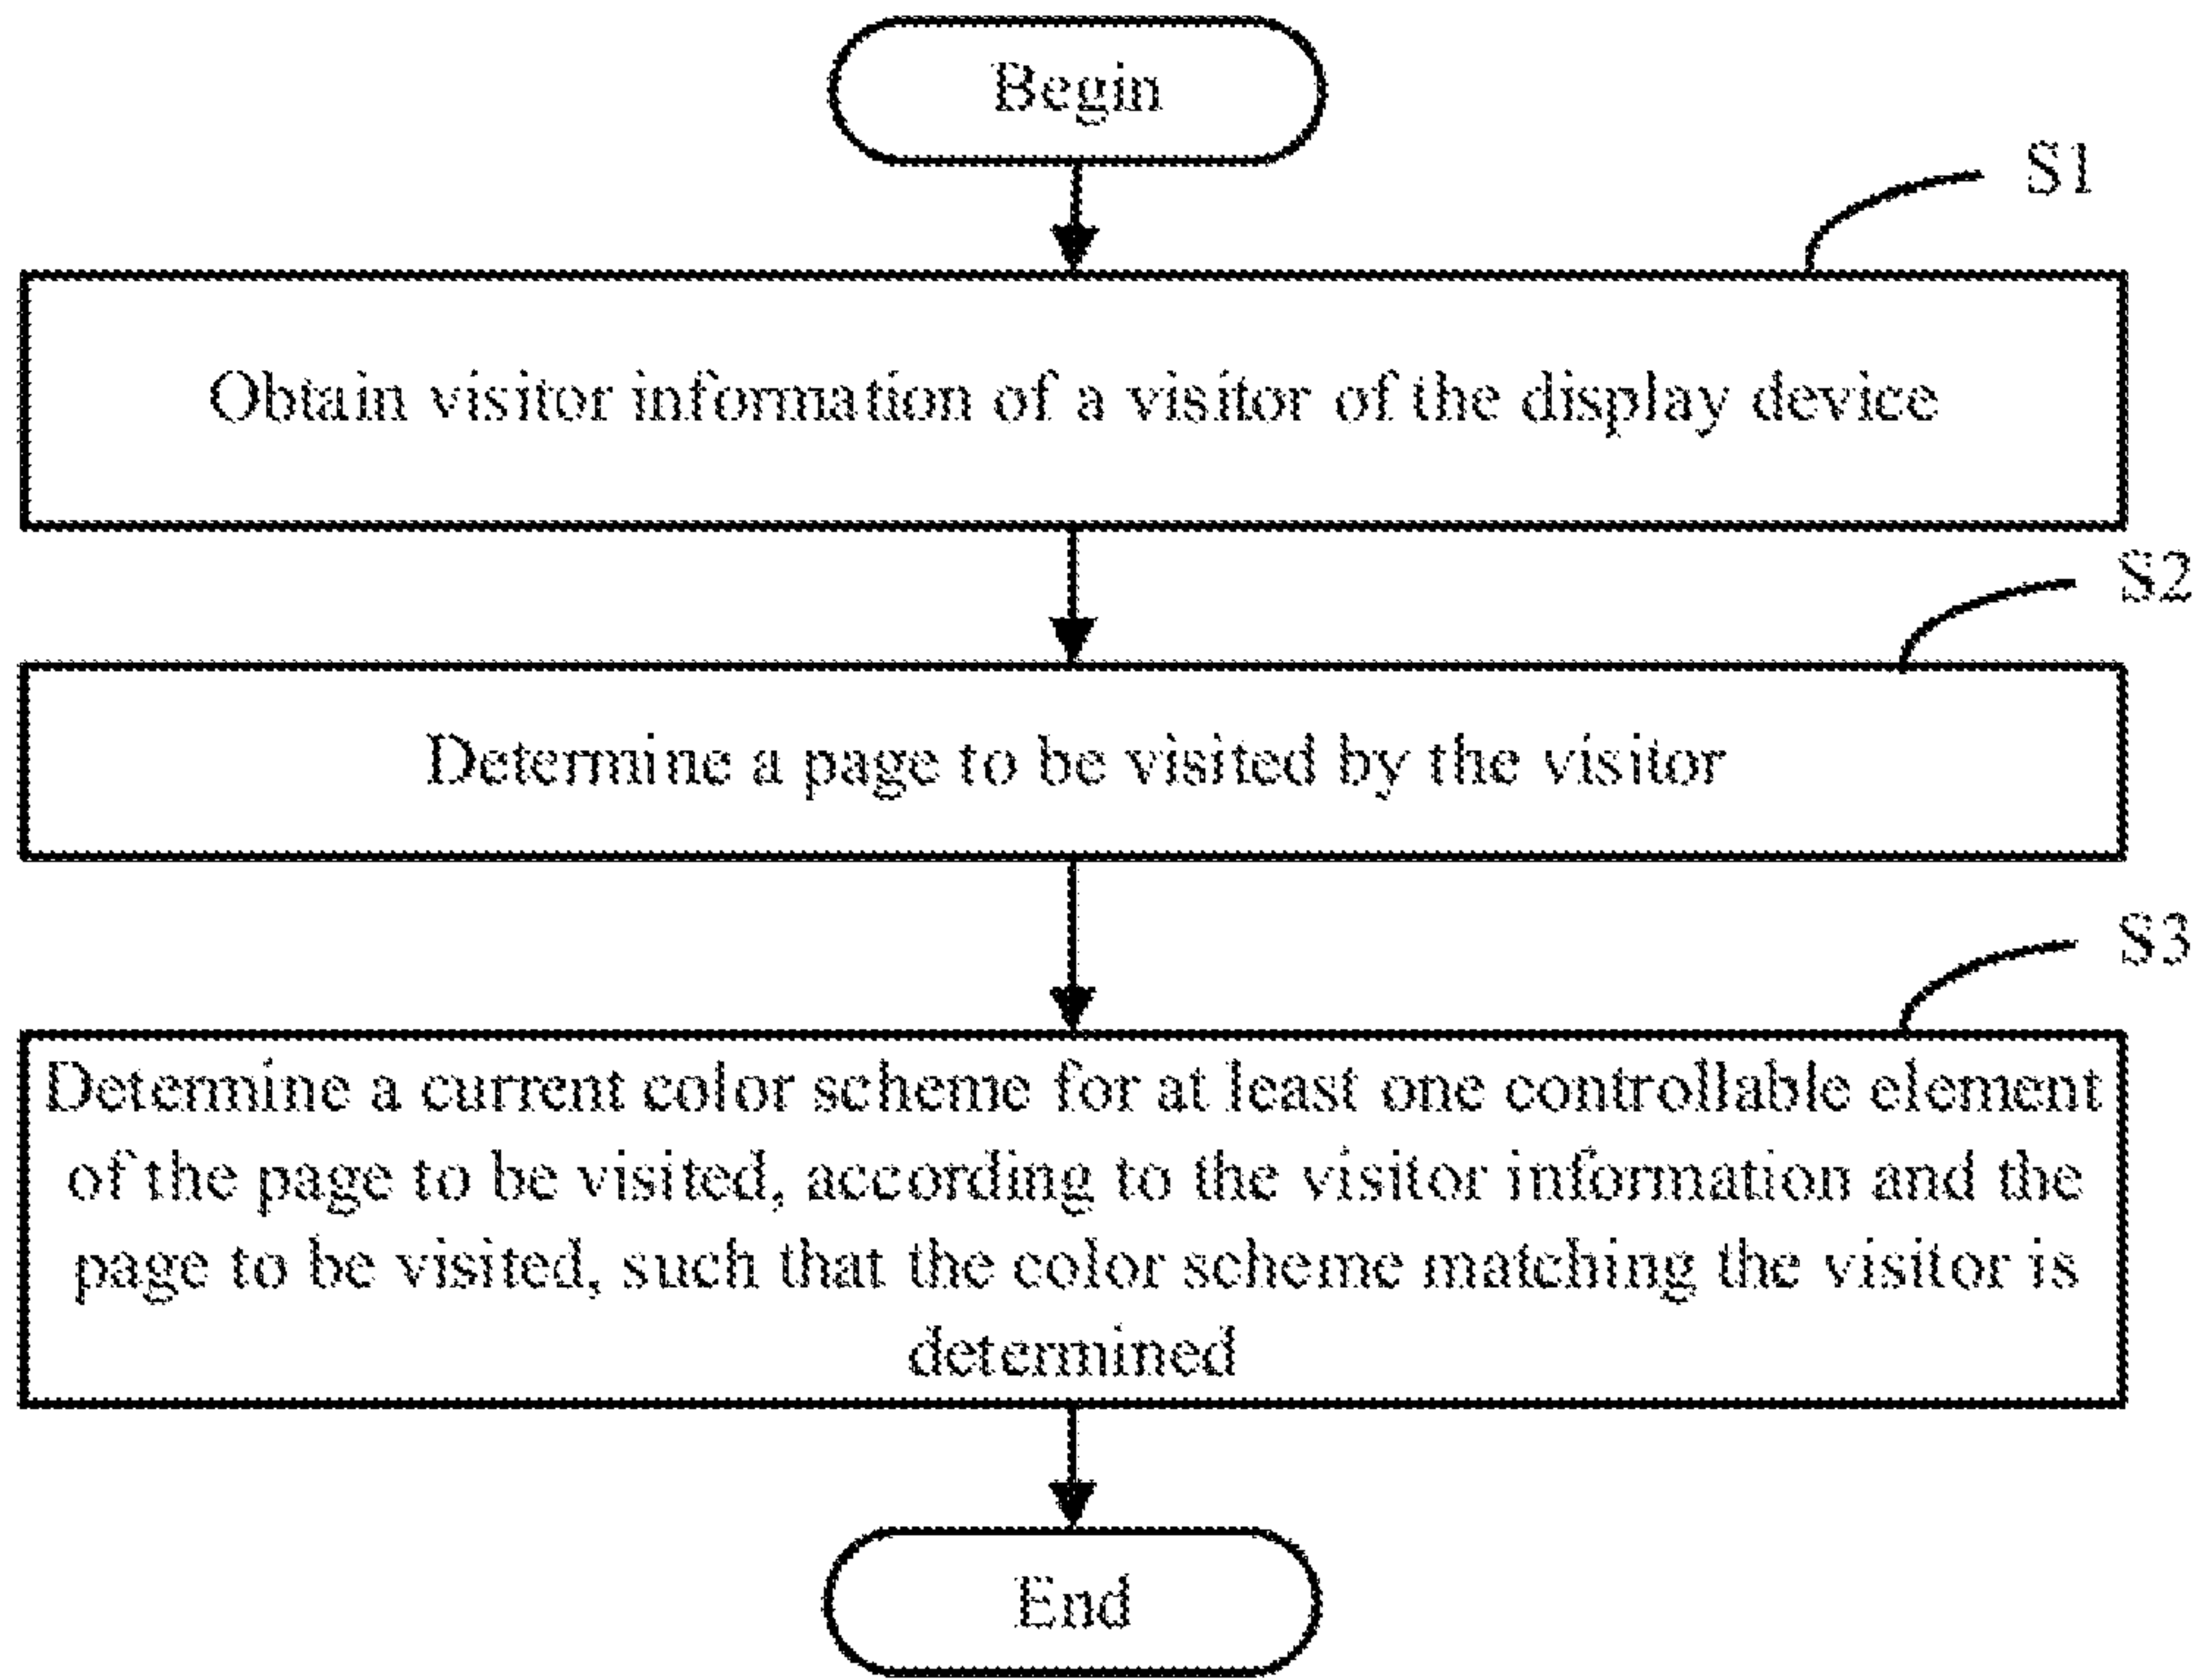 Begin
S1
Obtain visitor information of a visitor of the display device
S2
Determine a page to be visited by the visitor
S3
Determine a current color scheme for at least one controllable element
of the page to be visited, according to the visitor information and the
page to be visited, such that the color scheme matching the visitor is
determined
End